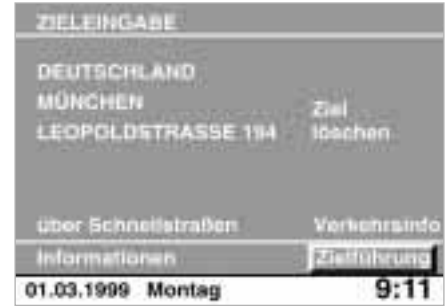 ZIELEINGABE
DEUTSCHLAND
MÜNCHEN
LEOPOLDSTRASSE 194
Ziel
löschen
über Schnellstraßen Verkehrsinfo
Informationen Zielführung
01.03.1999 Montag 9:11